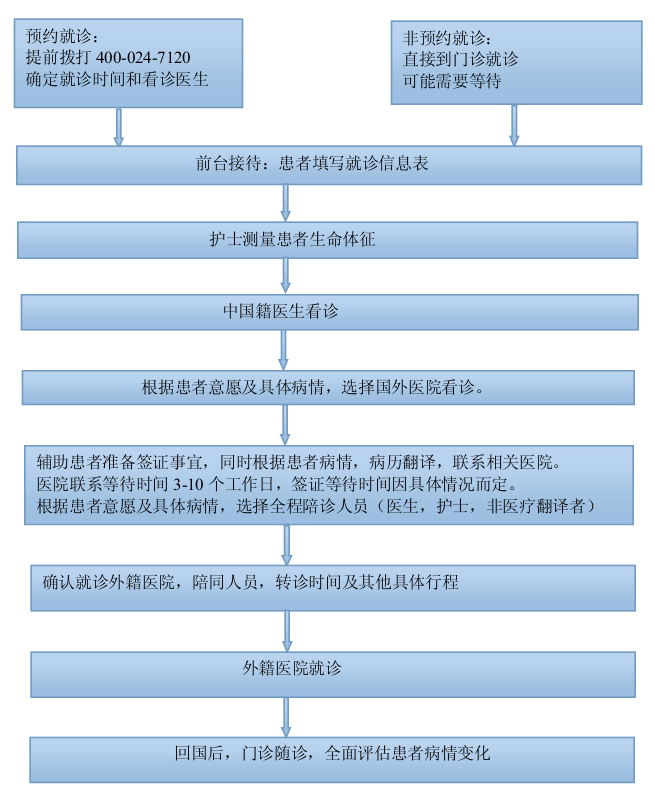 预约就诊：
提前拨打 400-024-7120
确定就诊时间和看诊医生
非预约就诊：
直接到门诊就诊
可能需要等待
前台接待：患者填写就诊信息表
护士测量患者生命体征
中国籍医生看诊
根据患者意愿及具体病情，选择国外医院看诊。
辅助患者准备签证事宜，同时根据患者病情，病历翻译，联系相关医院。
医院联系等待时间 3-10 个工作日，签证等待时间因具体情况而定。
根据患者意愿及具体病情，选择全程陪诊人员（医生，护士，非医疗翻译者）
确认就诊外籍医院，陪同人员，转诊时间及其他具体行程
外籍医院就诊
回国后，门诊随诊，全面评估患者病情变化